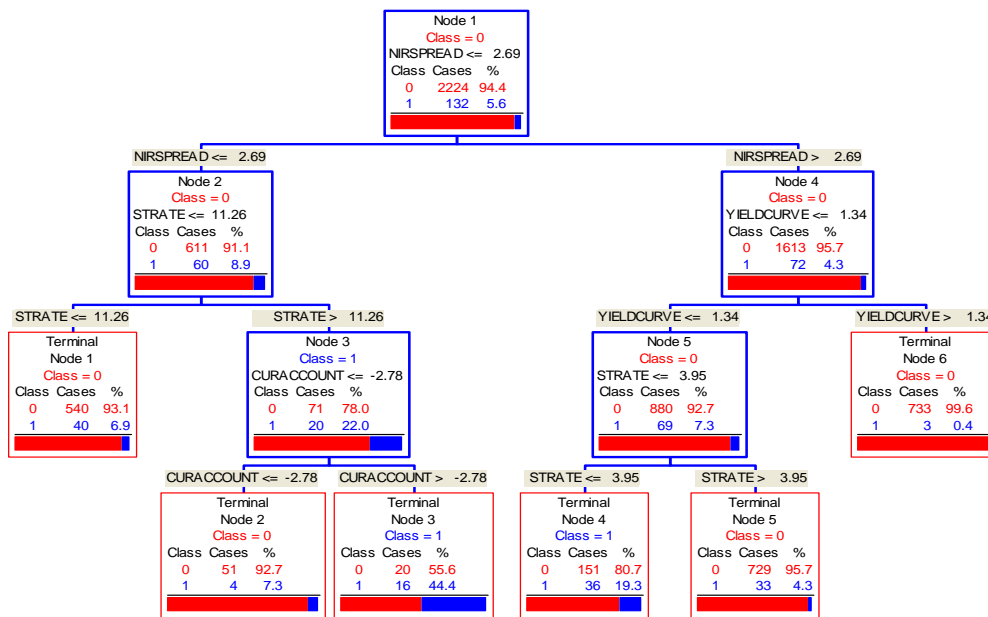 Node 1
Class = 0
NIRSPREAD <= 2.69
Class Cases %
0 2224 94.4
1 132 5.6
NIRSPREAD <= 2.69
NIRSPREAD > 2.69
Node 2
Class = 0
STRATE <= 11.26
Class Cases %
0 611 91.1
1 60 8.9
Node 4
Class = 0
YIELDCURVE <= 1.34
Class Cases %
0 1613 95.7
1 72 4.3
STRATE <= 11.26
STRATE > 11.26
YIELDCURVE <= 1.34
YIELDCURVE > 1.34
Terminal
Node 1
Class = 0
Class Cases %
0 540 93.1
1 40 6.9
Node 3
Class = 1
CURACCOUNT <= -2.78
Class Cases %
0 71 78.0
1 20 22.0
Node 5
Class = 0
STRATE <= 3.95
Class Cases %
0 880 92.7
1 69 7.3
Terminal
Node 6
Class = 0
Class Cases %
0 733 99.6
1 3 0.4
CURACCOUNT <= -2.78
CURACCOUNT > -2.78
STRATE <= 3.95
STRATE > 3.95
Terminal
Node 2
Class = 0
Class Cases %
0 51 92.7
1 4 7.3
Terminal
Node 3
Class = 1
Class Cases %
0 20 55.6
1 16 44.4
Terminal
Node 4
Class = 1
Class Cases %
0 151 80.7
1 36 19.3
Terminal
Node 5
Class = 0
Class Cases %
0 729 95.7
1 33 4.3